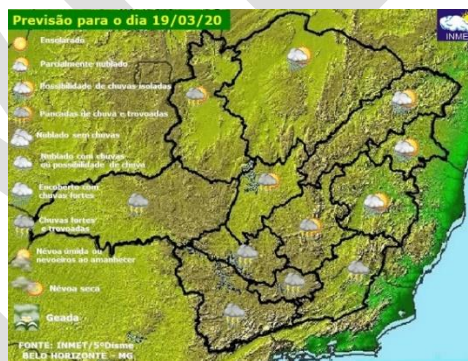 Previsão para o dia 19/03/20
INMET
Ensolarado
Parcialmente nublado
Possibilidade de chuvas isoladas
Pancadas de chuva e trovoadas
Nublado sem chuvas
Nublado com chuvas
ou possibilidade de chuva
Encoberto com
chuvas fortes
Chuvas fortes
e trovoadas
Névoa úmida ou
nevoeiros ao amanhecer
Névoa seca
Geada
FONTE: INMET/5ºDisme
BELO HORIZONTE - MG